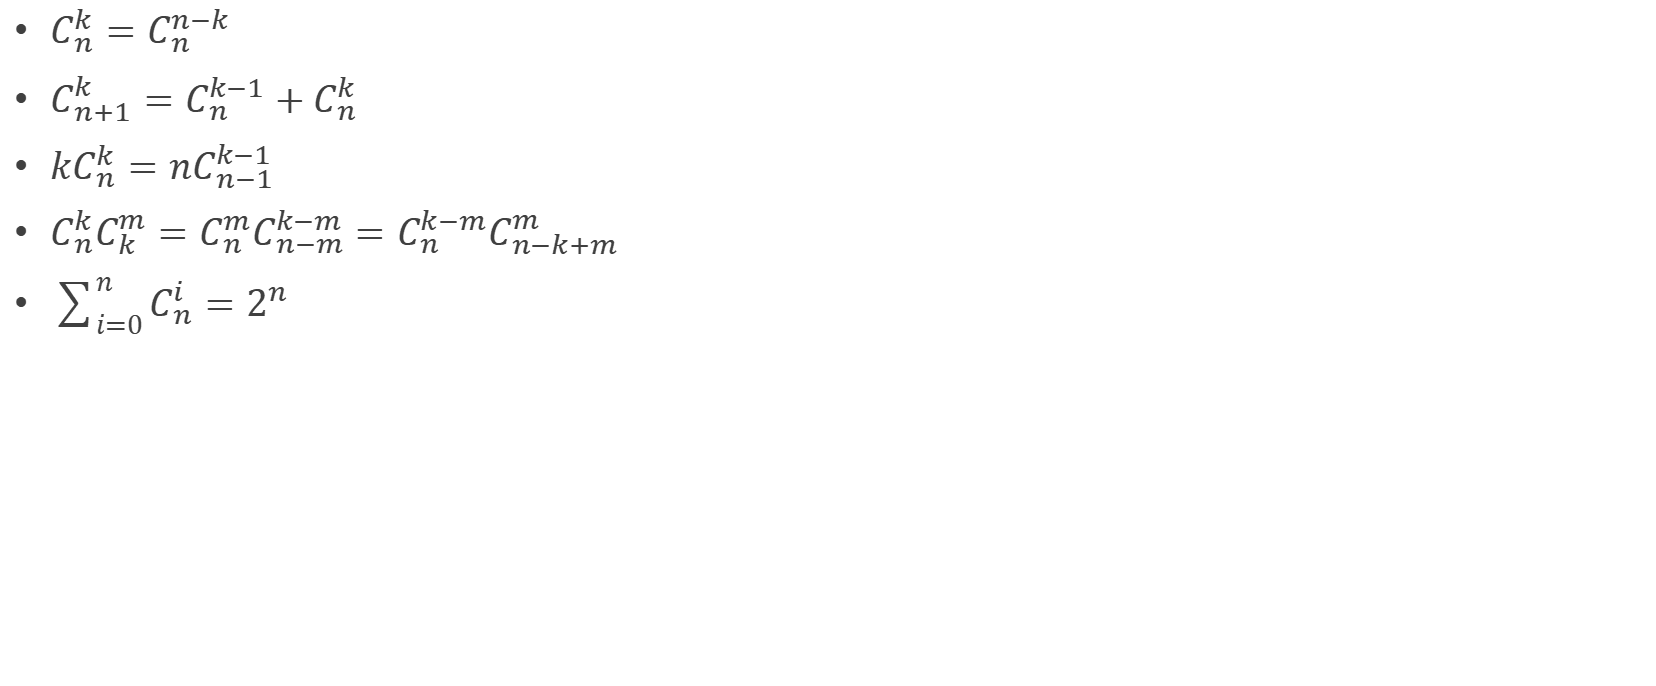 • $C_n^k = C_n^{n-k}$
• $C_{n+1}^k = C_n^{k-1} + C_n^k$
• $kC_n^k = nC_{n-1}^{k-1}$
• $C_n^k C_k^m = C_n^m C_{n-m}^{k-m} = C_n^{k-m} C_{n-k+m}^m$
• $\sum_{i=0}^n C_n^i = 2^n$